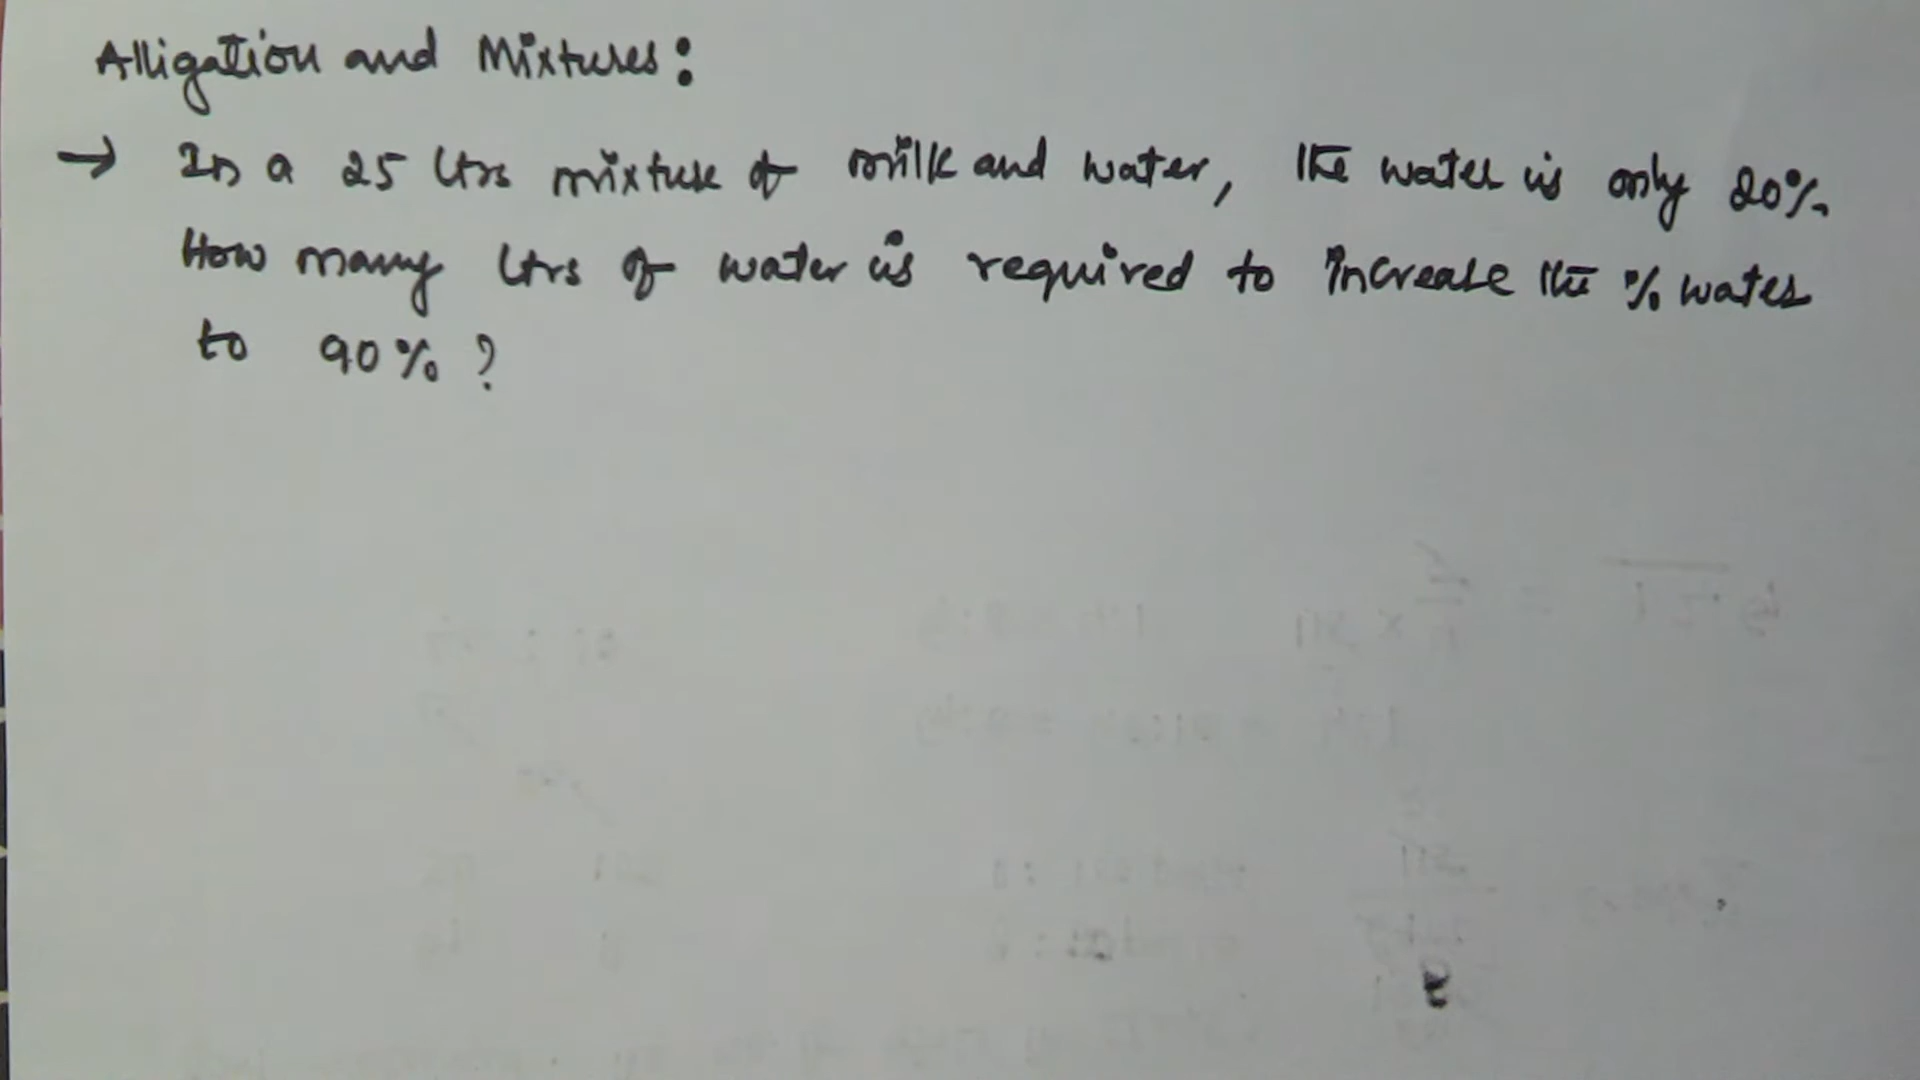 Alligation and Mixtures:
→ In a 25 ltrs mixture of milk and water, the water is only 20%.
How many ltrs of water is required to increase the % water
to 90% ?